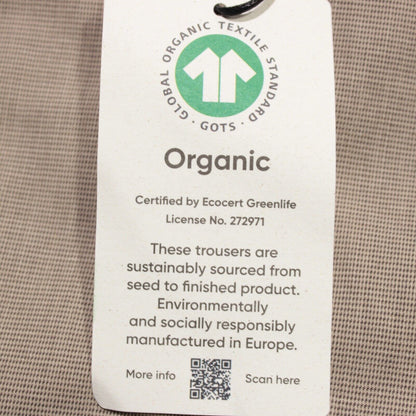 GLOBAL ORGANIC TEXTILE STANDARD · GOTS ·
Organic
Certified by Ecocert Greenlife
License No. 272971
These trousers are
sustainably sourced from
seed to finished product.
Environmentally
and socially responsibly
manufactured in Europe.
More info
Scan here